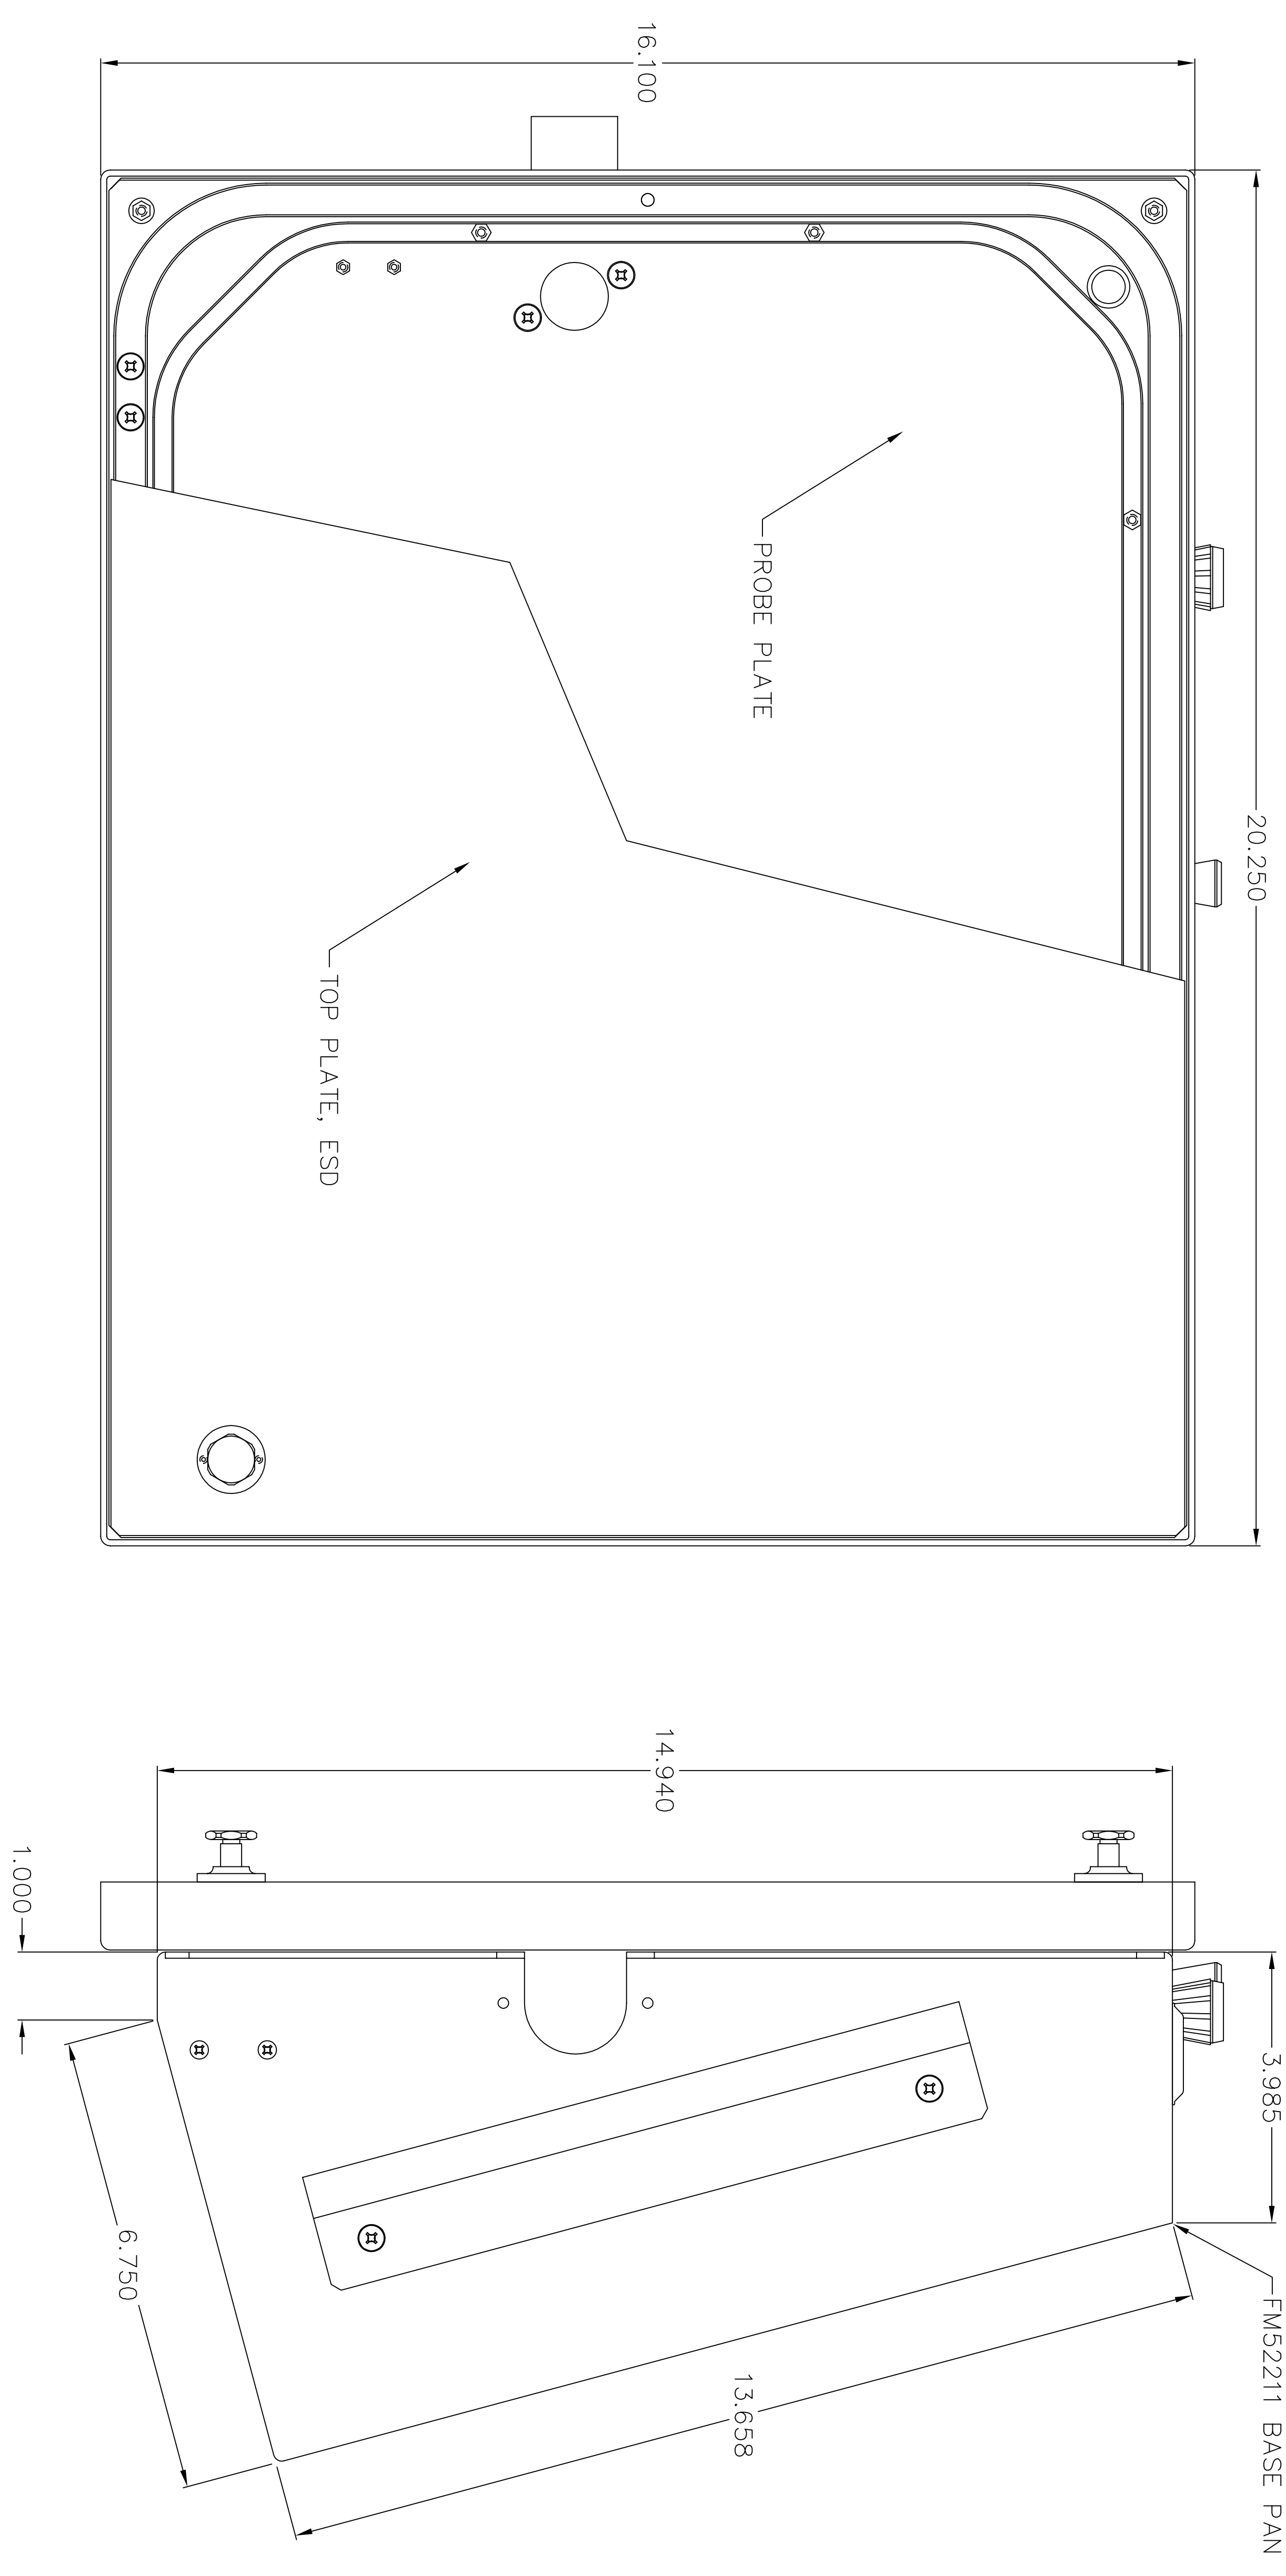 16.100
20.250
PROBE PLATE
TOP PLATE, ESD
14.940
1.000
3.985
FM52211 BASE PAN
6.750
13.658